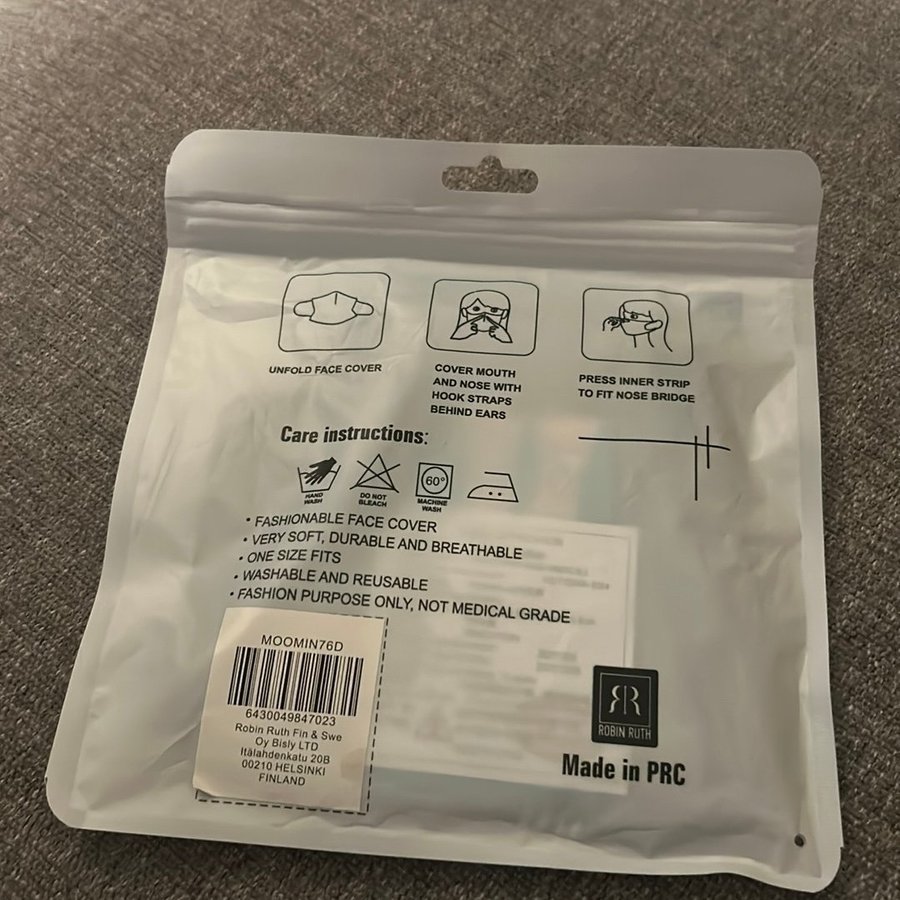 UNFOLD FACE COVER
COVER MOUTH
AND NOSE WITH
HOOK STRAPS
BEHIND EARS
PRESS INNER STRIP
TO FIT NOSE BRIDGE
Care instructions:
HAND
WASH
DO NOT
BLEACH
60°
MACHINE
WASH
• FASHIONABLE FACE COVER
• VERY SOFT, DURABLE AND BREATHABLE
• ONE SIZE FITS
• WASHABLE AND REUSABLE
• FASHION PURPOSE ONLY, NOT MEDICAL GRADE
MOOMIN76D
6430049847023
Robin Ruth Fin & Swe
Oy Bisly LTD
Itälahdenkatu 20B
00210 HELSINKI
FINLAND
RR
ROBIN RUTH
Made in PRC